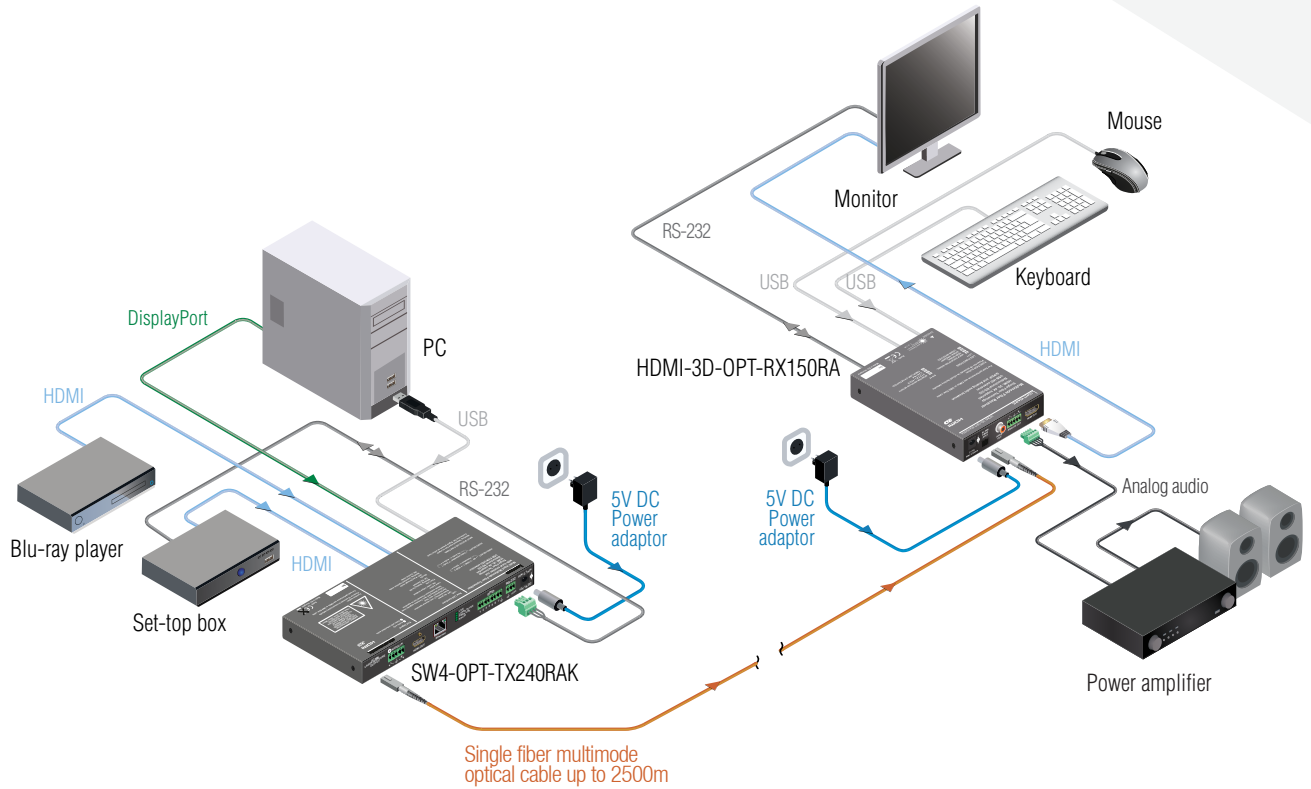 Mouse
Monitor
RS-232
USB
USB
Keyboard
DisplayPort
PC
HDMI-3D-OPT-RX150RA
HDMI
HDMI
USB
RS-232
5V DC
Power
adaptor
5V DC
Power
adaptor
Analog audio
Blu-ray player
HDMI
Set-top box
SW4-OPT-TX240RAK
Power amplifier
Single fiber multimode
optical cable up to 2500m